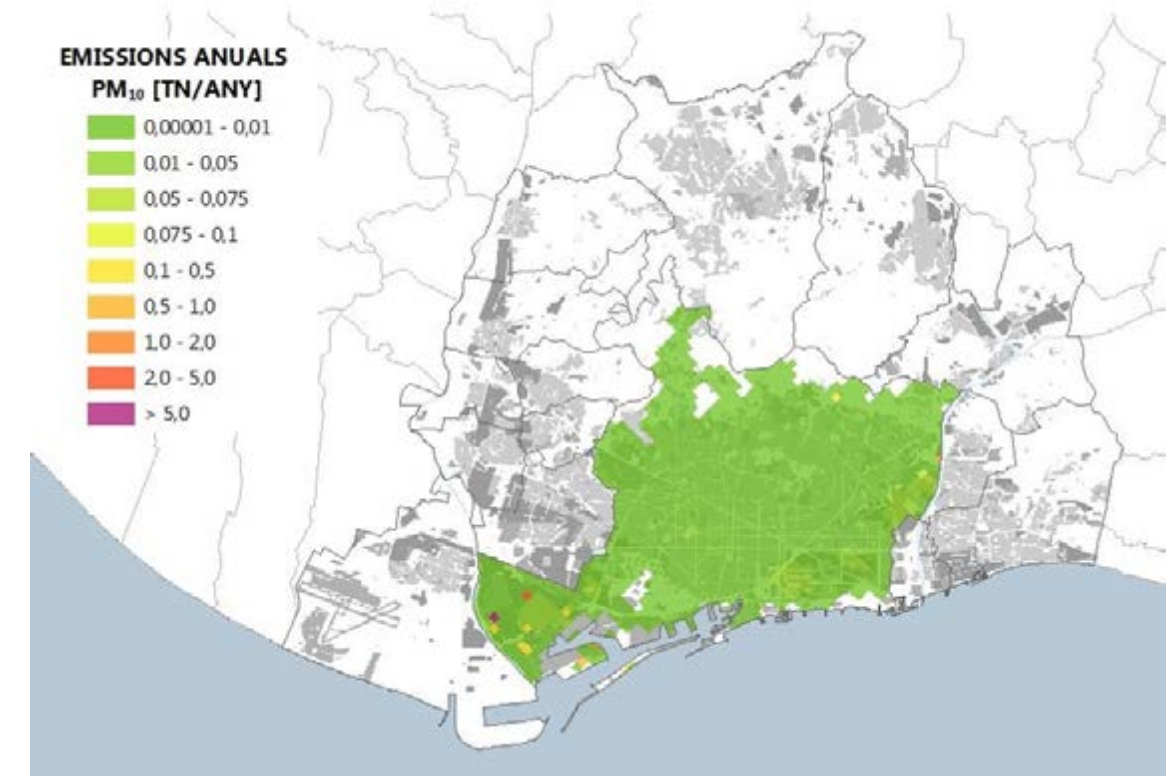 EMISSIONS ANUALS
PM₁₀ [TN/ANY]
0,00001 - 0,01
0,01 - 0,05
0,05 - 0,075
0,075 - 0,1
0,1 - 0,5
0,5 - 1,0
1,0 - 2,0
2,0 - 5,0
> 5,0